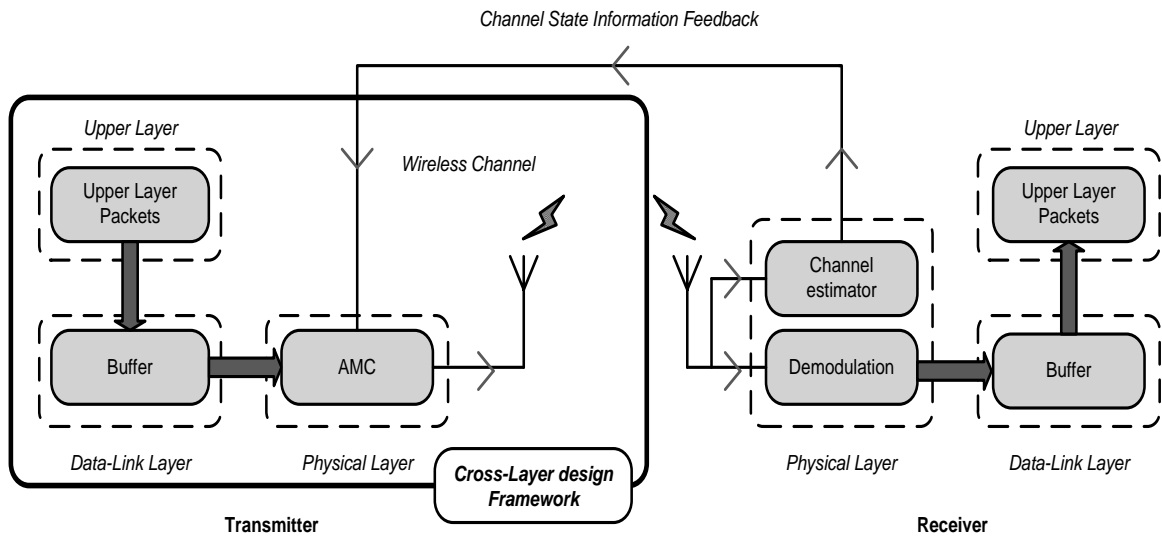 Channel State Information Feedback
Upper Layer
Wireless Channel
Upper Layer
Packets
Buffer
AMC
Data-Link Layer
Physical Layer
Cross-Layer design
Framework
Transmitter
Upper Layer
Upper Layer
Packets
Channel
estimator
Demodulation
Buffer
Physical Layer
Data-Link Layer
Receiver